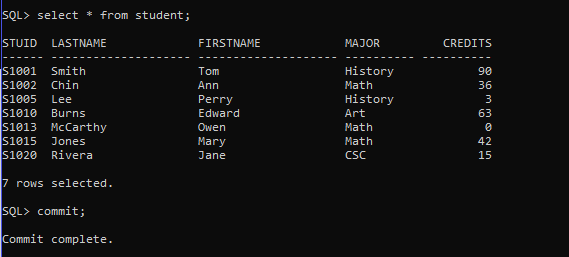 SQL> select * from student;
STUID  LASTNAME             FIRSTNAME            MAJOR         CREDITS
------ -------------------- -------------------- ---------- ----------
S1001  Smith                Tom                  History            90
S1002  Chin                 Ann                  Math               36
S1005  Lee                  Perry                History             3
S1010  Burns                Edward               Art                63
S1013  McCarthy             Owen                 Math                0
S1015  Jones                Mary                 Math               42
S1020  Rivera               Jane                 CSC                15
7 rows selected.
SQL> commit;
Commit complete.